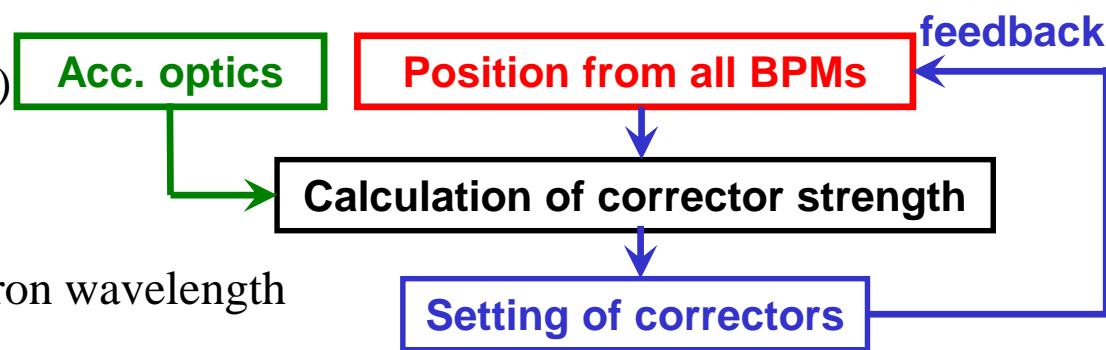 feedback
) Acc. optics Position from all BPMs
Calculation of corrector strength
ron wavelength
Setting of correctors